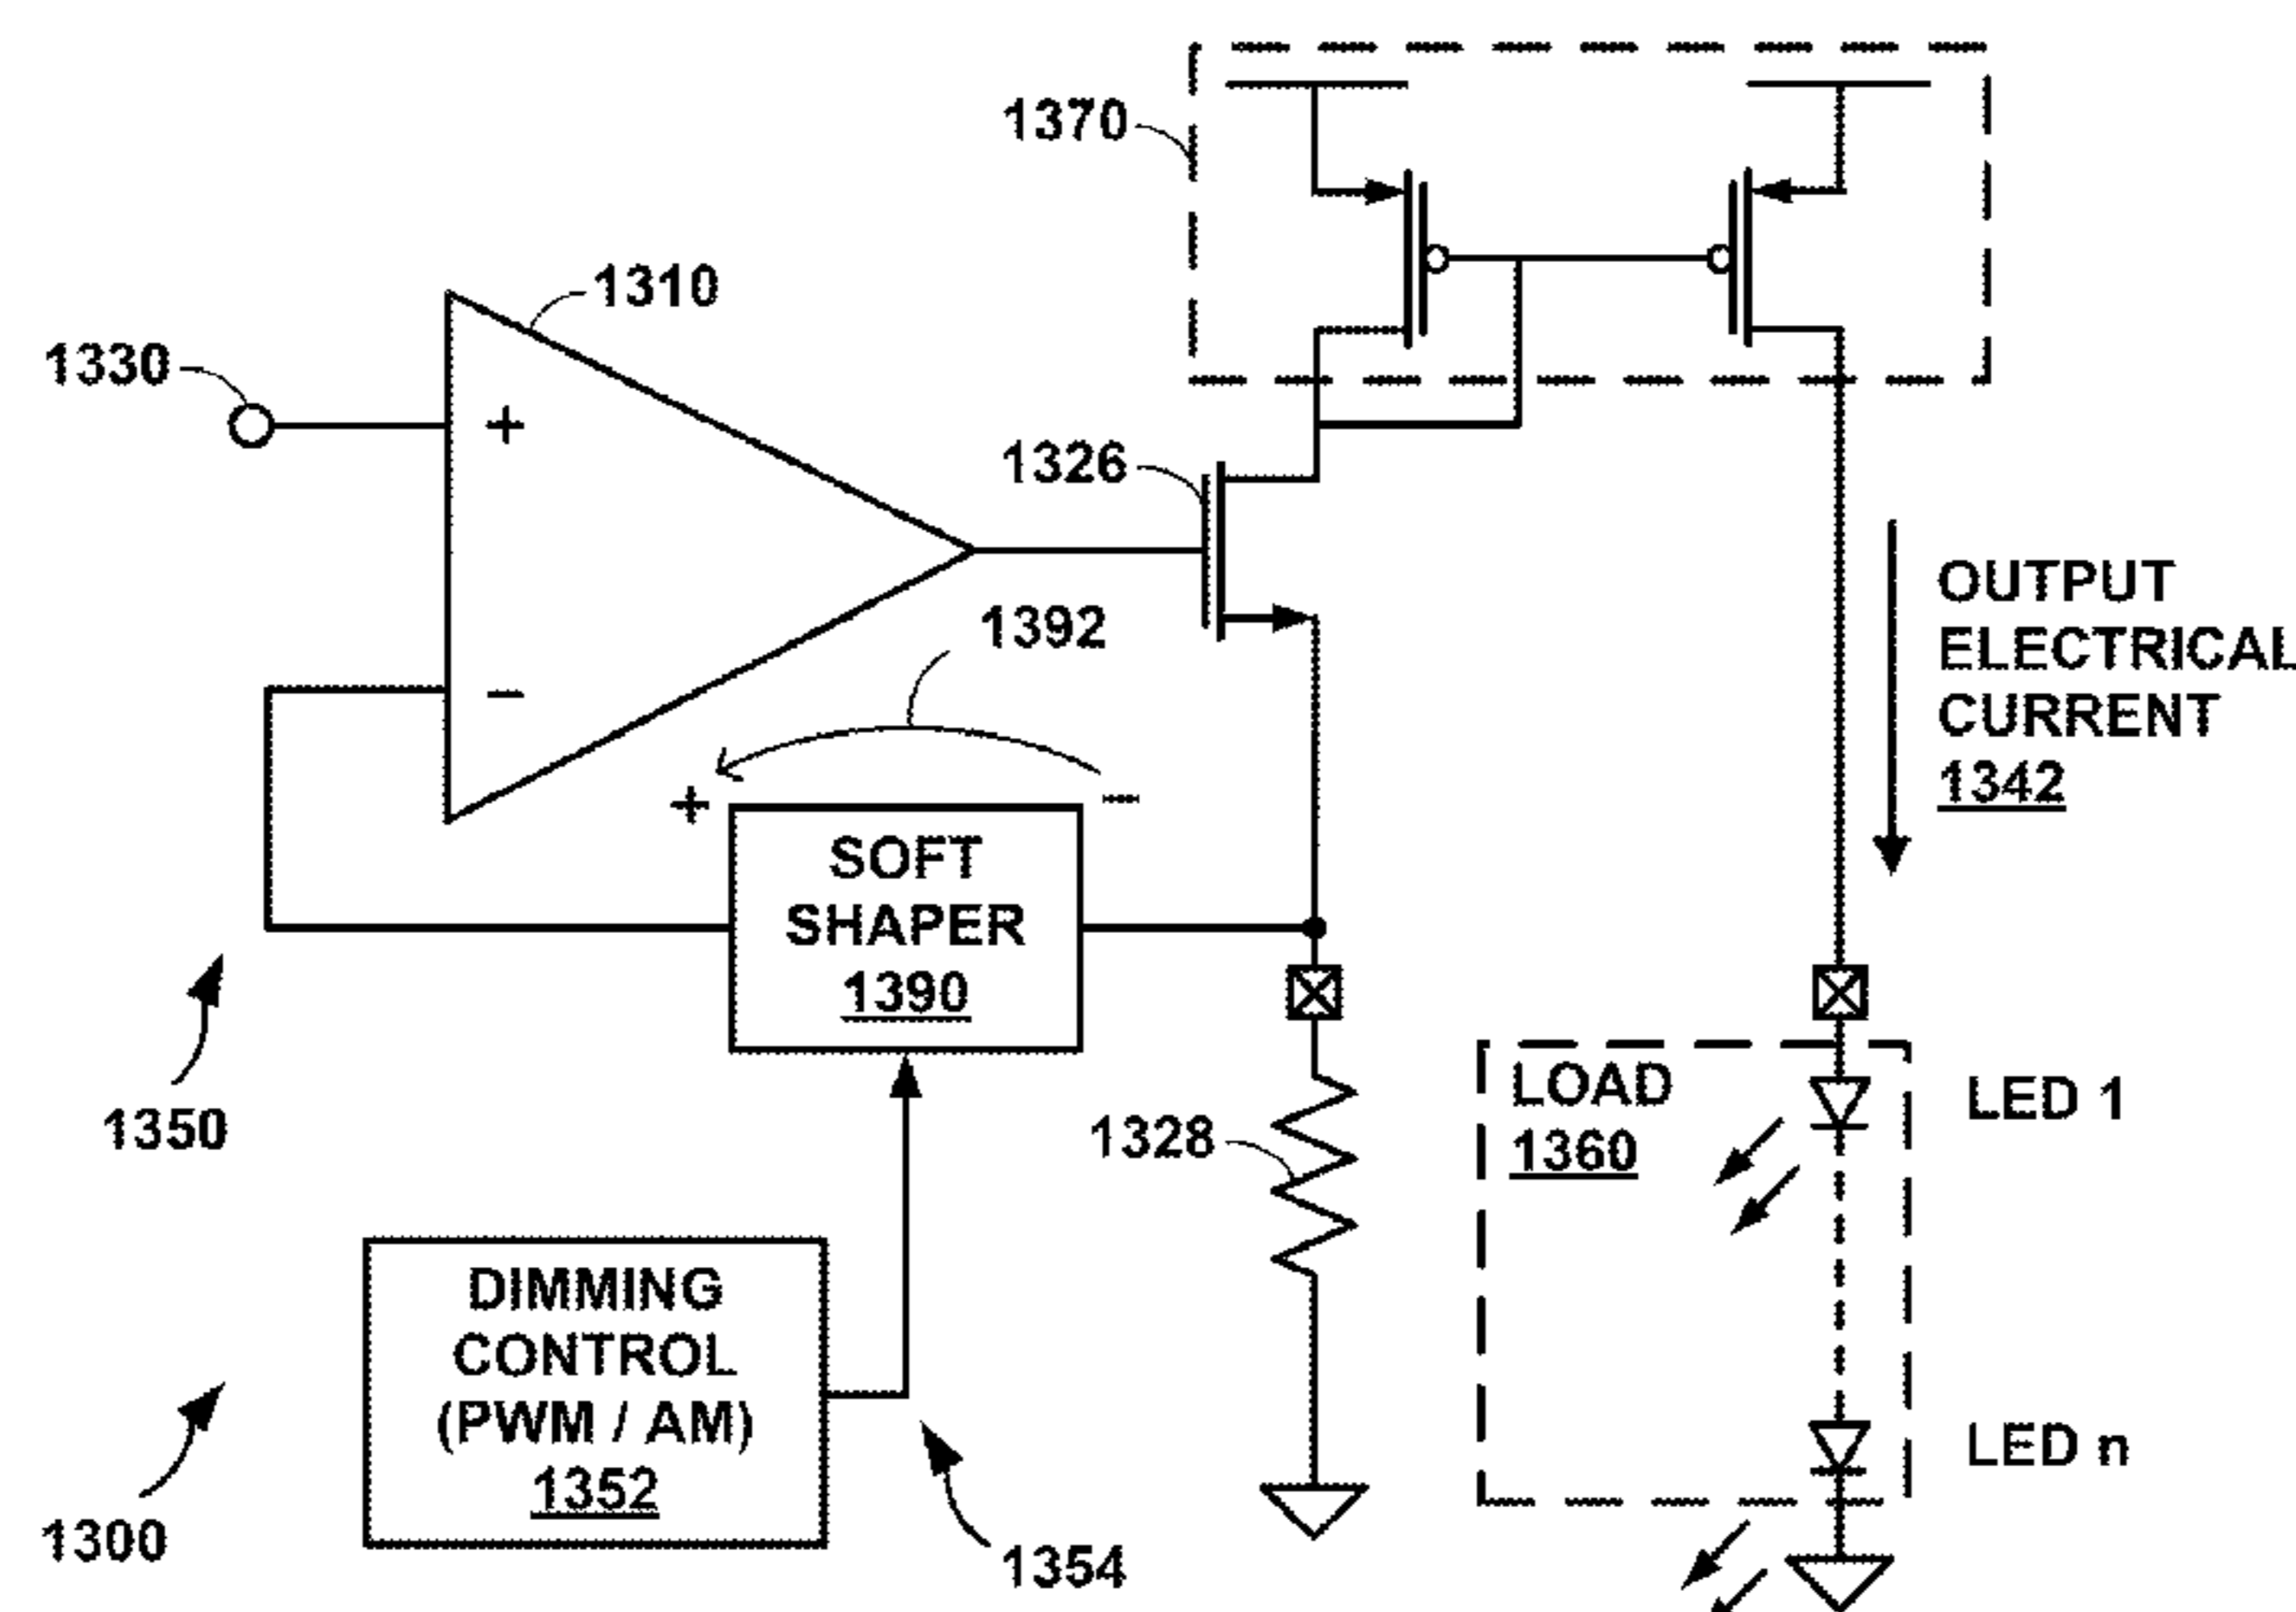 1370
1310
1330
+
1326
OUTPUT
ELECTRICAL
CURRENT
1342
1392
−
+
−
SOFT
SHAPER
1390
1350
LOAD
1360
LED 1
1328
DIMMING
CONTROL
(PWM / AM)
1352
LED n
1300
1354